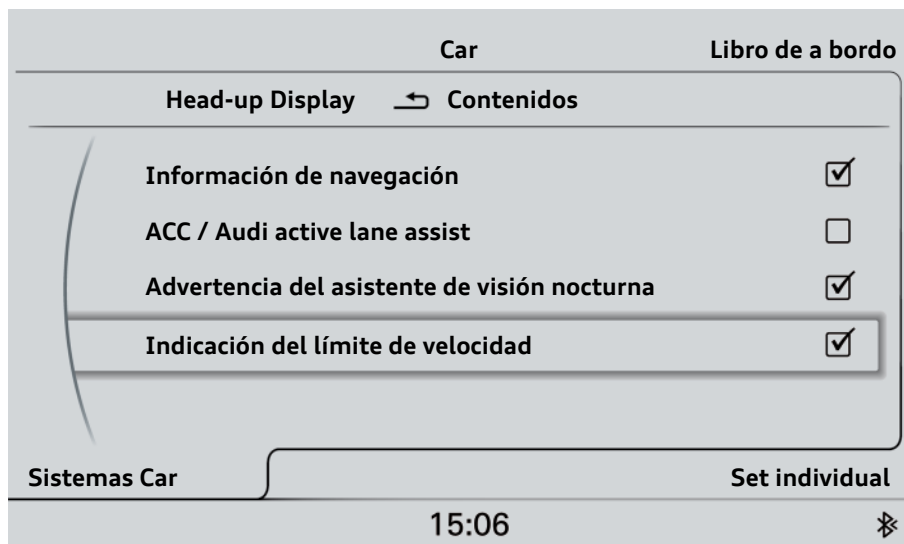 Car Libro de a bordo
Head-up Display Contenidos
Información de navegación
ACC / Audi active lane assist
Advertencia del asistente de visión nocturna
Indicación del límite de velocidad
Sistemas Car Set individual
15:06